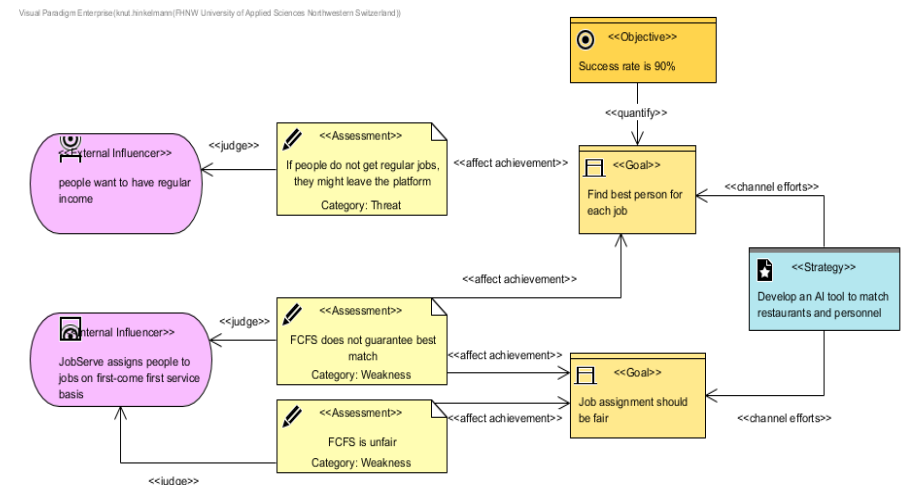 Visual Paradigm Enterprise(knut.hinkelmann(FHNW University of Applied Sciences Northwestern Switzerland))
<<Objective>>
Success rate is 90%
<<quantify>>
<<External Influencer>>
people want to have regular
income
<<judge>>
<<Assessment>>
If people do not get regular jobs,
they might leave the platform
Category: Threat
<<affect achievement>>
<<Goal>>
Find best person for
each job
<<channel efforts>>
<<Strategy>>
Develop an AI tool to match
restaurants and personnel
<<affect achievement>>
<<Internal Influencer>>
JobServe assigns people to
jobs on first-come first service
basis
<<judge>>
<<Assessment>>
FCFS does not guarantee best
match
Category: Weakness
<<affect achievement>>
<<Goal>>
Job assignment should
be fair
<<channel efforts>>
<<Assessment>>
FCFS is unfair
Category: Weakness
<<affect achievement>>
<<judge>>